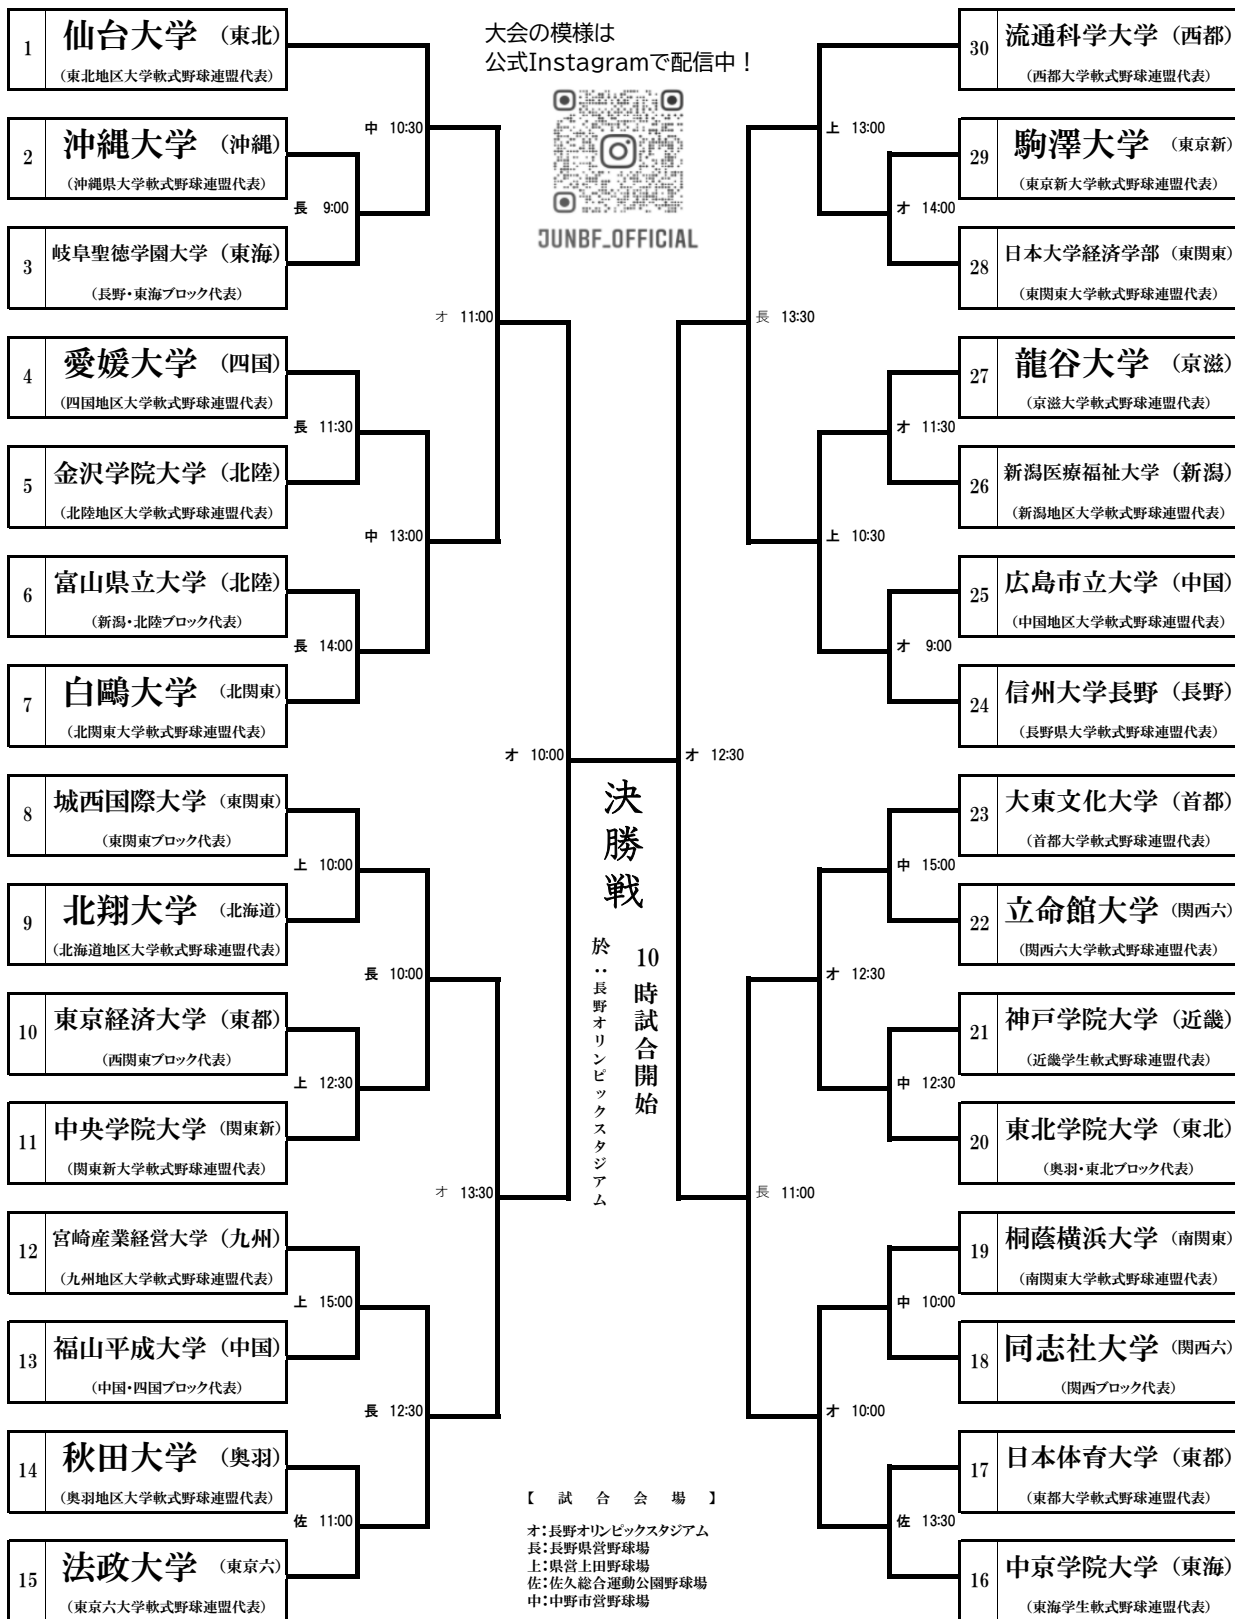 大会の模様は
公式Instagramで配信中！
JUNBF_OFFICIAL
1 仙台大学 （東北）
（東北地区大学軟式野球連盟代表）
中 10:30
2 沖縄大学 （沖縄）
（沖縄県大学軟式野球連盟代表）
長 9:00
3 岐阜聖徳学園大学 （東海）
（長野・東海ブロック代表）
オ 11:00
4 愛媛大学 （四国）
（四国地区大学軟式野球連盟代表）
長 11:30
5 金沢学院大学 （北陸）
（北陸地区大学軟式野球連盟代表）
中 13:00
6 富山県立大学 （北陸）
（新潟・北陸ブロック代表）
長 14:00
7 白鷗大学 （北関東）
（北関東大学軟式野球連盟代表）
オ 10:00
8 城西国際大学 （東関東）
（東関東ブロック代表）
上 10:00
9 北翔大学 （北海道）
（北海道地区大学軟式野球連盟代表）
長 10:00
10 東京経済大学 （東都）
（西関東ブロック代表）
上 12:30
11 中央学院大学 （関東新）
（関東新大学軟式野球連盟代表）
オ 13:30
12 宮崎産業経営大学 （九州）
（九州地区大学軟式野球連盟代表）
上 15:00
13 福山平成大学 （中国）
（中国・四国ブロック代表）
長 12:30
14 秋田大学 （奥羽）
（奥羽地区大学軟式野球連盟代表）
佐 11:00
15 法政大学 （東京六）
（東京六大学軟式野球連盟代表）
決勝戦
10時試合開始
於：長野オリンピックスタジアム
30 流通科学大学 （西都）
（西都大学軟式野球連盟代表）
上 13:00
29 駒澤大学 （東京新）
（東京新大学軟式野球連盟代表）
オ 14:00
28 日本大学経済学部 （東関東）
（東関東大学軟式野球連盟代表）
長 13:30
27 龍谷大学 （京滋）
（京滋大学軟式野球連盟代表）
オ 11:30
26 新潟医療福祉大学 （新潟）
（新潟地区大学軟式野球連盟代表）
上 10:30
25 広島市立大学 （中国）
（中国地区大学軟式野球連盟代表）
オ 9:00
24 信州大学長野 （長野）
（長野県大学軟式野球連盟代表）
オ 12:30
23 大東文化大学 （首都）
（首都大学軟式野球連盟代表）
中 15:00
22 立命館大学 （関西六）
（関西六大学軟式野球連盟代表）
オ 12:30
21 神戸学院大学 （近畿）
（近畿学生軟式野球連盟代表）
中 12:30
20 東北学院大学 （東北）
（奥羽・東北ブロック代表）
長 11:00
19 桐蔭横浜大学 （南関東）
（南関東大学軟式野球連盟代表）
中 10:00
18 同志社大学 （関西六）
（関西ブロック代表）
オ 10:00
17 日本体育大学 （東都）
（東都大学軟式野球連盟代表）
佐 13:30
16 中京学院大学 （東海）
（東海学生軟式野球連盟代表）
【 試 合 会 場 】
オ：長野オリンピックスタジアム
長：長野県営野球場
上：県営上田野球場
佐：佐久総合運動公園野球場
中：中野市営野球場